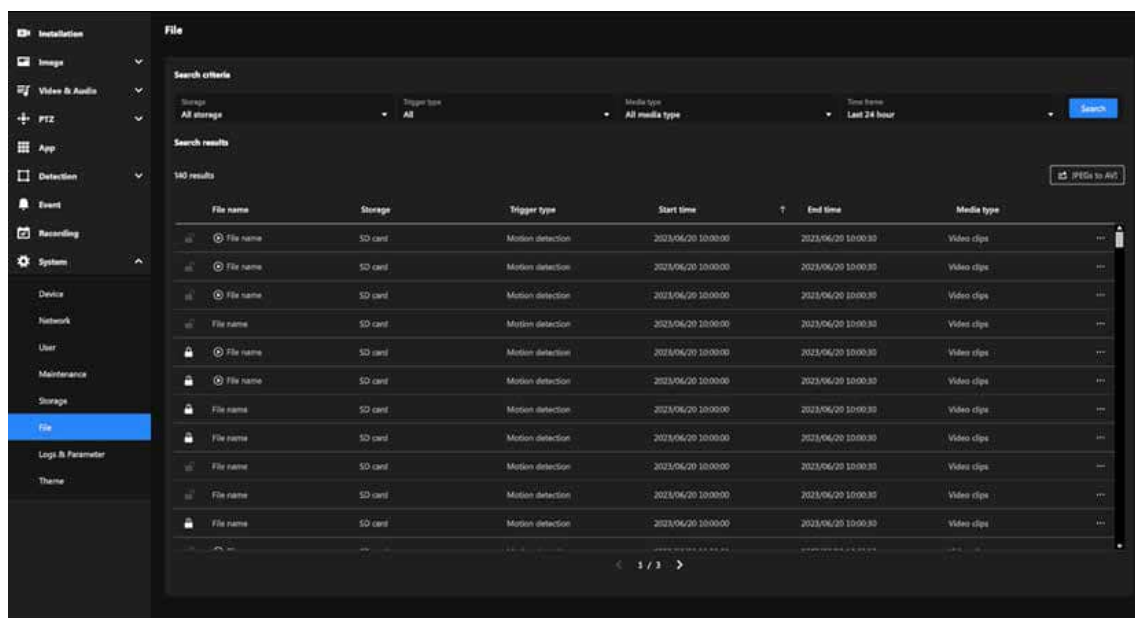 Installation
Image
Video & Audio
PTZ
App
Detection
Event
Recording
System
Device
Network
User
Maintenance
Storage
File
Logs & Parameter
Theme
File
Search criteria
Storage Trigger type Media type Time frame
All storage All All media type Last 24 hour Search
Search results
140 results JPEGs to AVI
File name Storage Trigger type Start time End time Media type
File name SD card Motion detection 2023/06/20 10:00:00 2023/06/20 10:00:30 Video clips
File name SD card Motion detection 2023/06/20 10:00:00 2023/06/20 10:00:30 Video clips
File name SD card Motion detection 2023/06/20 10:00:00 2023/06/20 10:00:30 Video clips
File name SD card Motion detection 2023/06/20 10:00:00 2023/06/20 10:00:30 Video clips
File name SD card Motion detection 2023/06/20 10:00:00 2023/06/20 10:00:30 Video clips
File name SD card Motion detection 2023/06/20 10:00:00 2023/06/20 10:00:30 Video clips
File name SD card Motion detection 2023/06/20 10:00:00 2023/06/20 10:00:30 Video clips
File name SD card Motion detection 2023/06/20 10:00:00 2023/06/20 10:00:30 Video clips
File name SD card Motion detection 2023/06/20 10:00:00 2023/06/20 10:00:30 Video clips
File name SD card Motion detection 2023/06/20 10:00:00 2023/06/20 10:00:30 Video clips
File name SD card Motion detection 2023/06/20 10:00:00 2023/06/20 10:00:30 Video clips
1 / 3